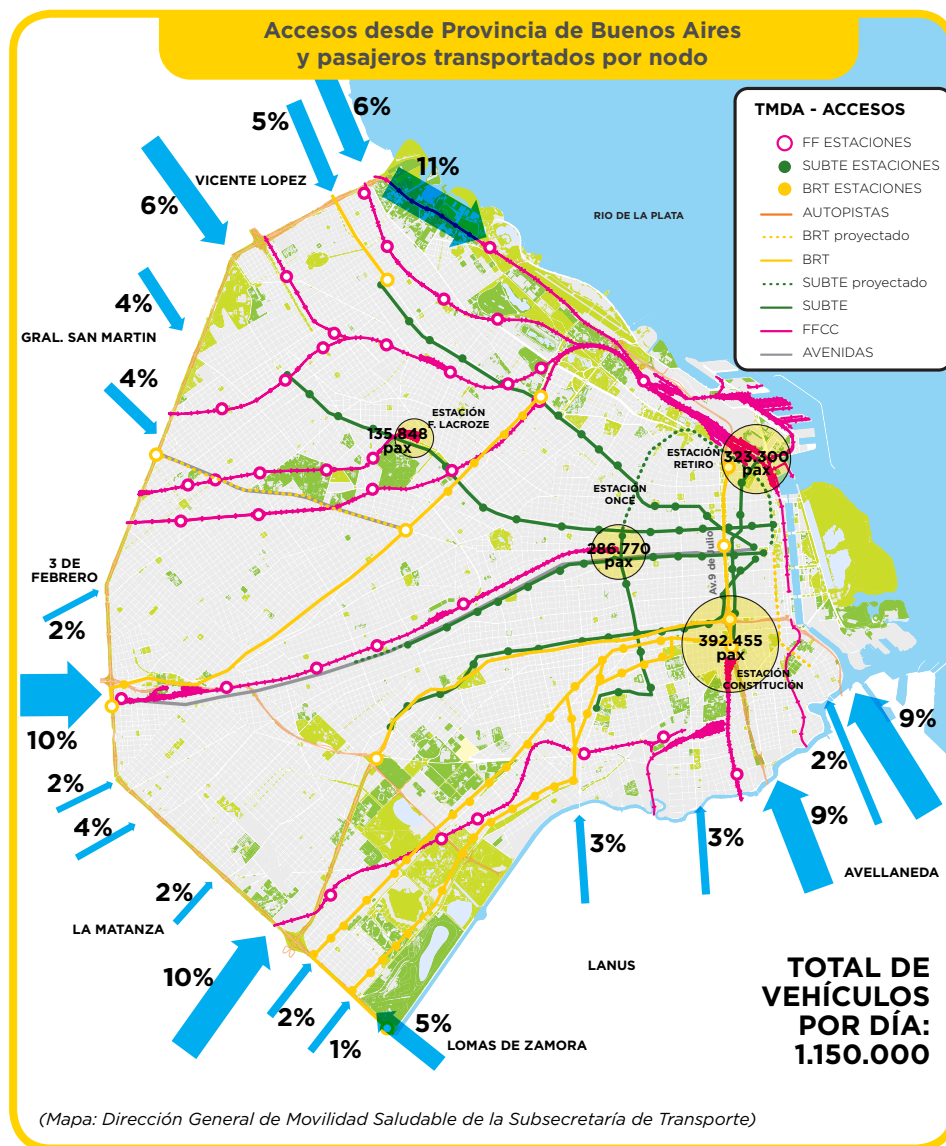 Accesos desde Provincia de Buenos Aires
y pasajeros transportados por nodo
6%
5%
11%
VICENTE LOPEZ
6%
4%
GRAL. SAN MARTIN
4%
RIO DE LA PLATA
TMDA - ACCESOS
FF ESTACIONES
SUBTE ESTACIONES
BRT ESTACIONES
AUTOPISTAS
BRT proyectado
BRT
SUBTE proyectado
SUBTE
FFCC
AVENIDAS
ESTACIÓN
F. LACROZE
135.848
pax
ESTACIÓN
RETIRO
323.300
pax
ESTACIÓN
ONCE
286.770
pax
Av.9 de Julio
3 DE
FEBRERO
2%
392.455
pax
ESTACIÓN
CONSTITUCIÓN
10%
2%
4%
2%
LA MATANZA
10%
2%
1%
5%
LOMAS DE ZAMORA
3%
3%
9%
2%
9%
AVELLANEDA
LANUS
TOTAL DE
VEHÍCULOS
POR DÍA:
1.150.000
(Mapa: Dirección General de Movilidad Saludable de la Subsecretaría de Transporte)